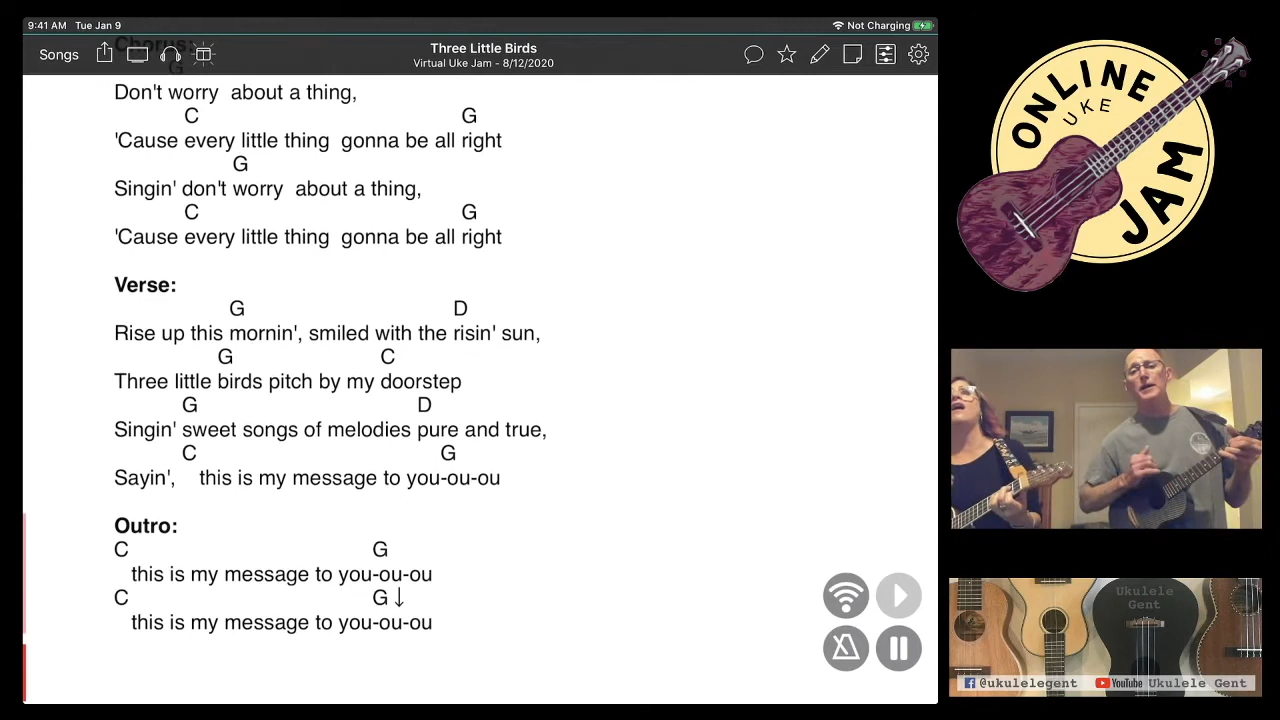 9:41 AM Tue Jan 9
Not Charging
Songs
Three Little Birds
Virtual Uke Jam - 8/12/2020
Chorus:
G
Don't worry about a thing,
C G
'Cause every little thing gonna be all right
G
Singin' don't worry about a thing,
C G
'Cause every little thing gonna be all right
Verse:
G D
Rise up this mornin', smiled with the risin' sun,
G C
Three little birds pitch by my doorstep
G D
Singin' sweet songs of melodies pure and true,
C G
Sayin', this is my message to you-ou-ou
Outro:
C G
this is my message to you-ou-ou
C G↓
this is my message to you-ou-ou
ONLINE
UKE
JAM
Ukulele
Gent
@ukulelegent YouTube Ukulele Gent